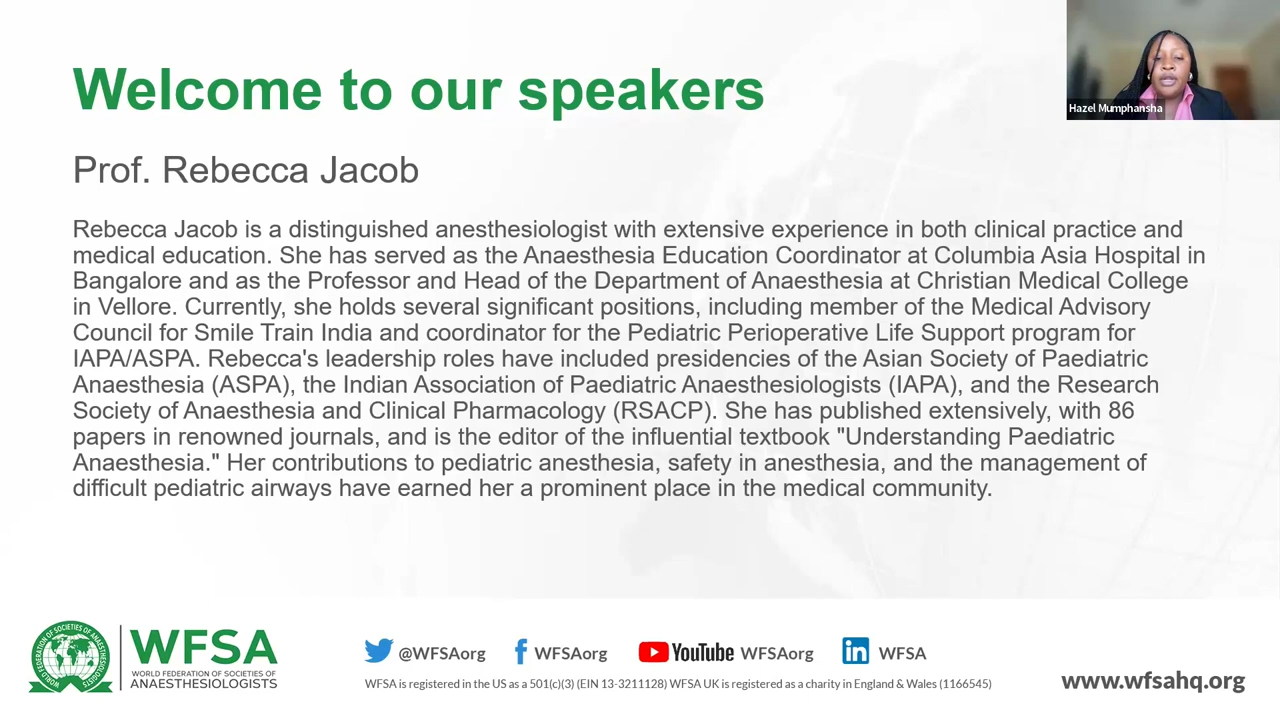 Welcome to our speakers
Hazel Mumphansha
Prof. Rebecca Jacob
Rebecca Jacob is a distinguished anesthesiologist with extensive experience in both clinical practice and
medical education. She has served as the Anaesthesia Education Coordinator at Columbia Asia Hospital in
Bangalore and as the Professor and Head of the Department of Anaesthesia at Christian Medical College
in Vellore. Currently, she holds several significant positions, including member of the Medical Advisory
Council for Smile Train India and coordinator for the Pediatric Perioperative Life Support program for
IAPA/ASPA. Rebecca's leadership roles have included presidencies of the Asian Society of Paediatric
Anaesthesia (ASPA), the Indian Association of Paediatric Anaesthesiologists (IAPA), and the Research
Society of Anaesthesia and Clinical Pharmacology (RSACP). She has published extensively, with 86
papers in renowned journals, and is the editor of the influential textbook "Understanding Paediatric
Anaesthesia." Her contributions to pediatric anesthesia, safety in anesthesia, and the management of
difficult pediatric airways have earned her a prominent place in the medical community.
WORLD FEDERATION OF SOCIETIES OF ANAESTHESIOLOGISTS
WFSA
WORLD FEDERATION OF SOCIETIES OF
ANAESTHESIOLOGISTS
@WFSAorg WFSAorg YouTube WFSAorg in WFSA
WFSA is registered in the US as a 501(c)(3) (EIN 13-3211128) WFSA UK is registered as a charity in England & Wales (1166545)
www.wfsahq.org